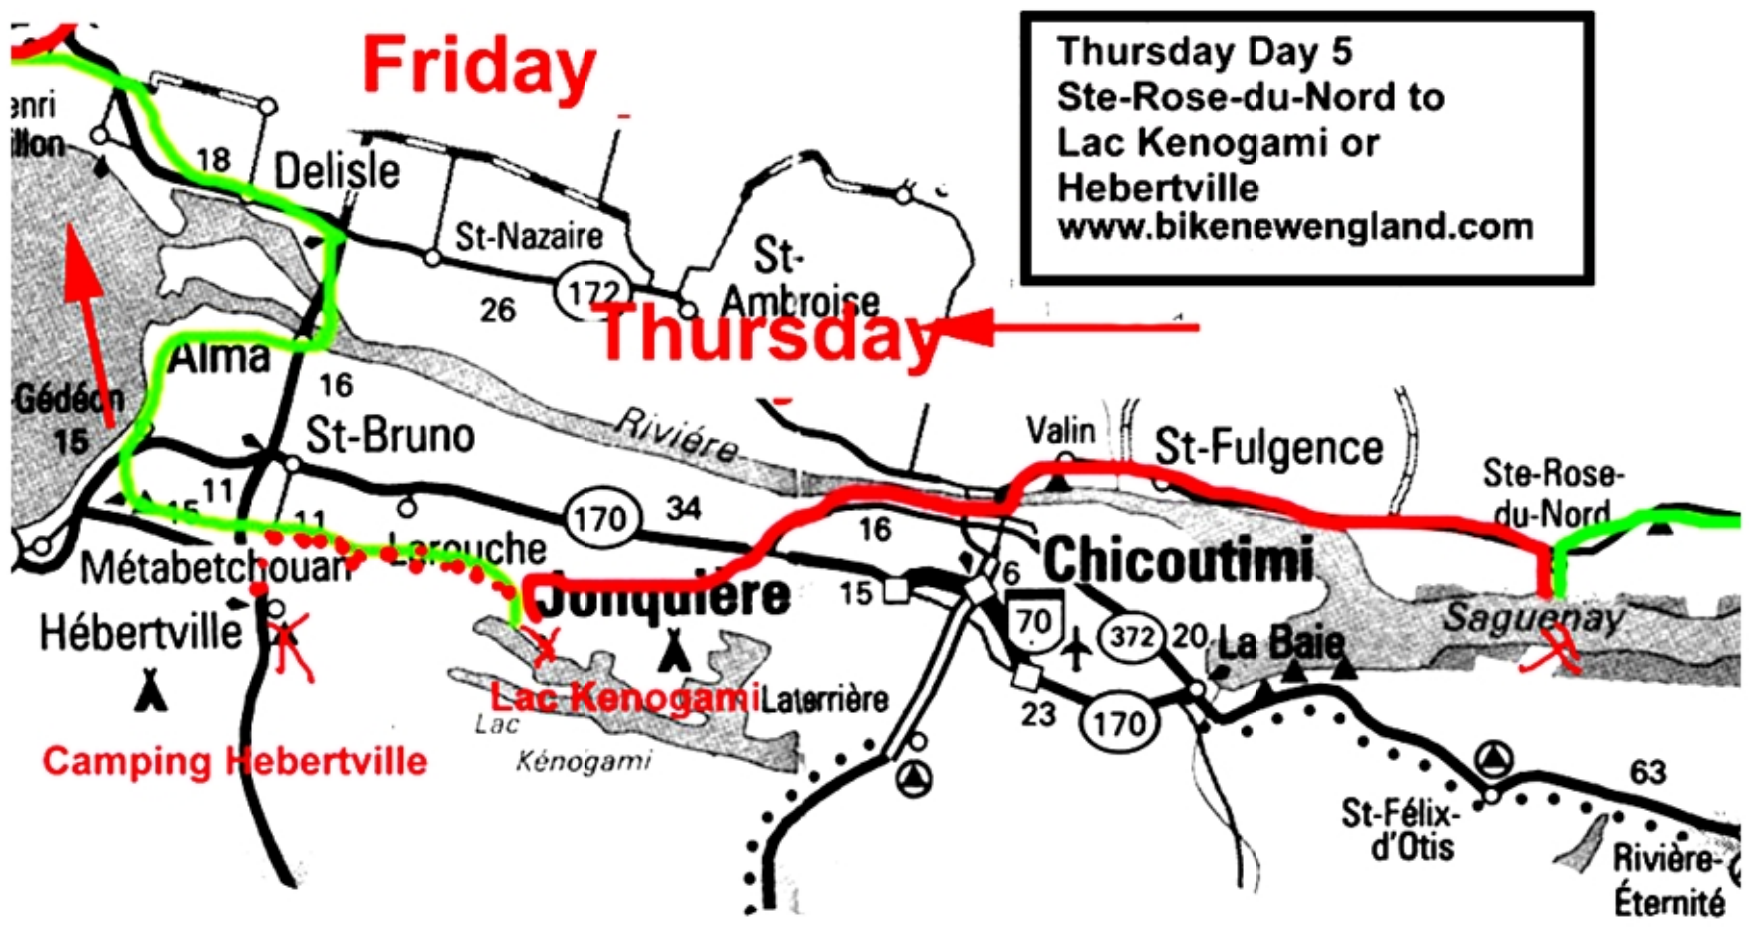 Friday
Thursday Day 5
Ste-Rose-du-Nord to
Lac Kenogami or
Hebertville
www.bikenewengland.com
enri
18
Delisle
St-Nazaire
172
26
St-
Ambroise
Thursday
Alma
16
Gédéon
15
St-Bruno
Riviére
Valin
St-Fulgence
Ste-Rose-
du-Nord
11
15
11
170
34
16
Larouche
Métabetchouan
Jonquière
15
6
Chicoutimi
70
372
20
La Baie
Saguenay
Hébertville
Lac Kenogami
Laterrière
Lac
Kénogami
23
170
Camping Hebertville
63
St-Félix-
d'Otis
Rivière-
Éternité